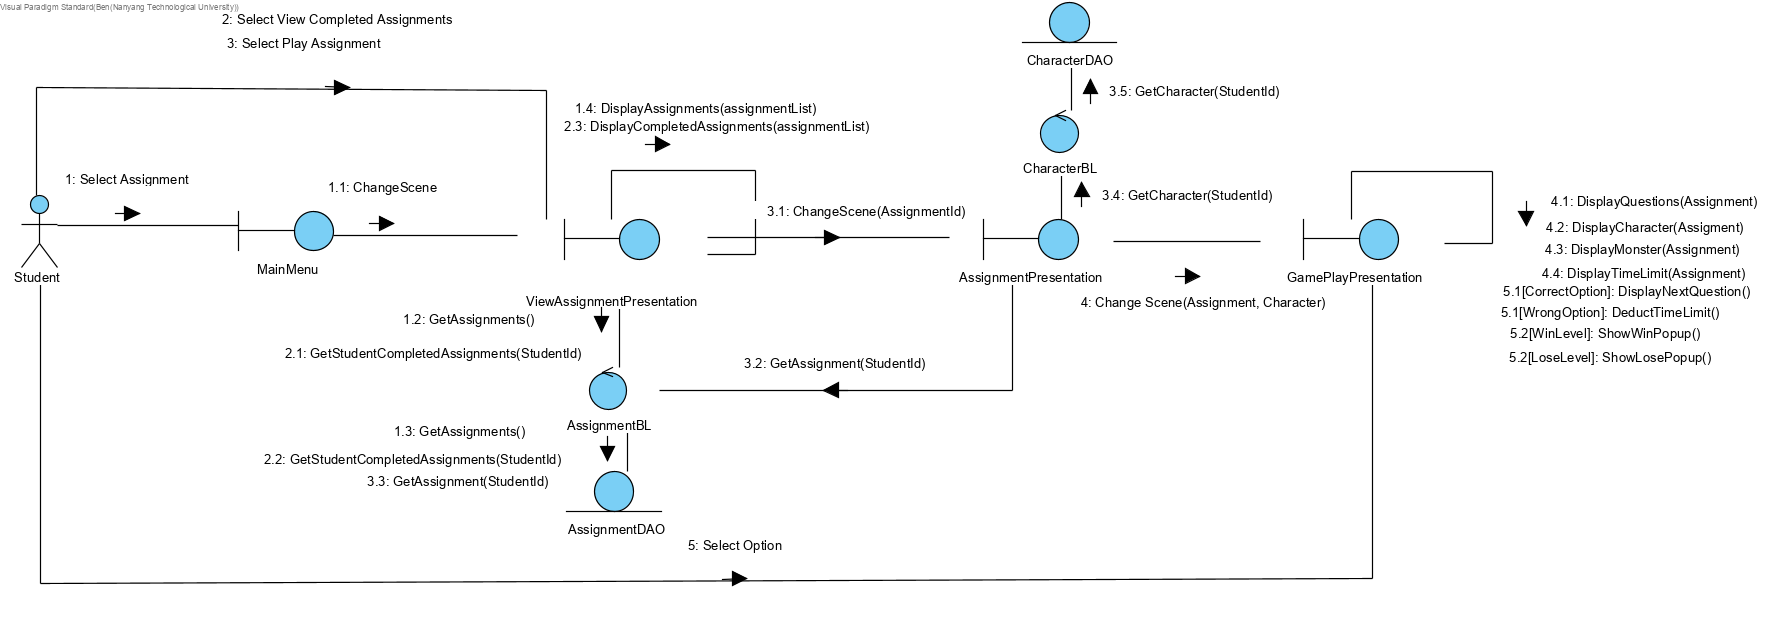 Visual Paradigm Standard(Ben(Nanyang Technological University))
2: Select View Completed Assignments
3: Select Play Assignment
CharacterDAO
3.5: GetCharacter(StudentId)
1.4: DisplayAssignments(assignmentList)
2.3: DisplayCompletedAssignments(assignmentList)
CharacterBL
1: Select Assignment
1.1: ChangeScene
3.4: GetCharacter(StudentId)
3.1: ChangeScene(AssignmentId)
4.1: DisplayQuestions(Assignment)
4.2: DisplayCharacter(Assigment)
4.3: DisplayMonster(Assignment)
4.4: DisplayTimeLimit(Assignment)
5.1[CorrectOption]: DisplayNextQuestion()
5.1[WrongOption]: DeductTimeLimit()
5.2[WinLevel]: ShowWinPopup()
5.2[LoseLevel]: ShowLosePopup()
Student
MainMenu
ViewAssignmentPresentation
AssignmentPresentation
GamePlayPresentation
4: Change Scene(Assignment, Character)
1.2: GetAssignments()
2.1: GetStudentCompletedAssignments(StudentId)
3.2: GetAssignment(StudentId)
AssignmentBL
1.3: GetAssignments()
2.2: GetStudentCompletedAssignments(StudentId)
3.3: GetAssignment(StudentId)
AssignmentDAO
5: Select Option